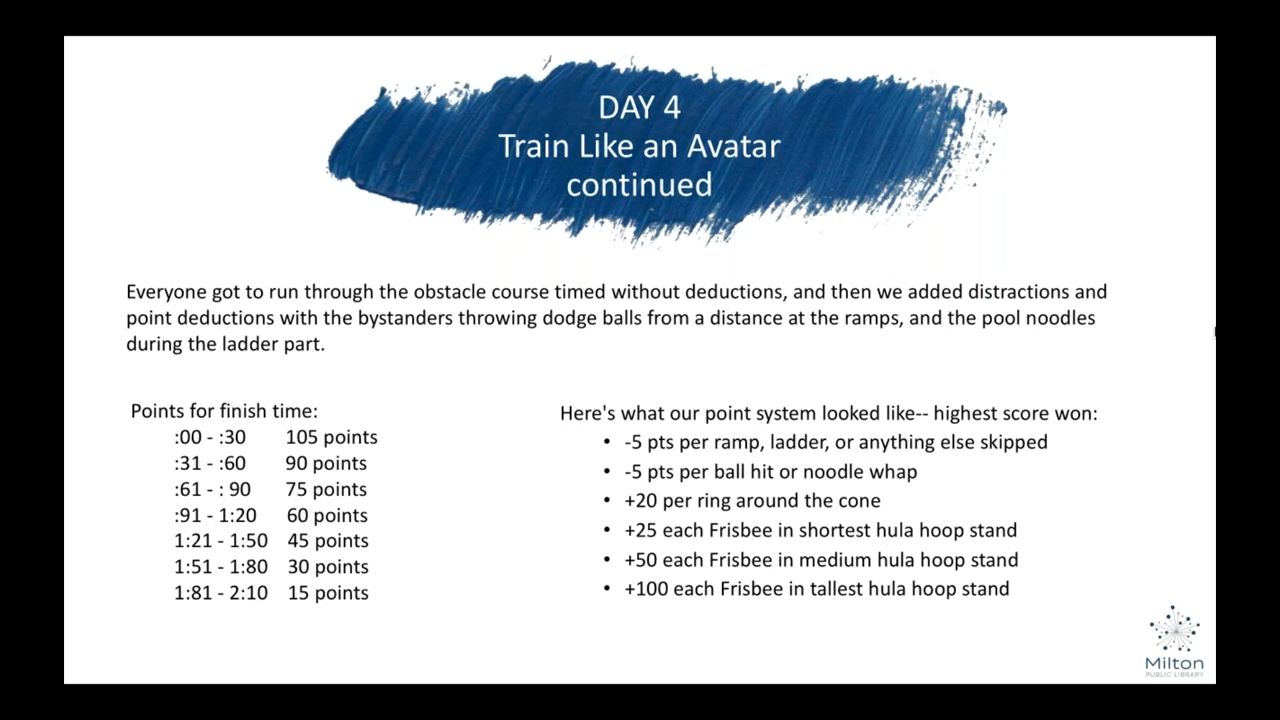 DAY 4
Train Like an Avatar
continued
Everyone got to run through the obstacle course timed without deductions, and then we added distractions and
point deductions with the bystanders throwing dodge balls from a distance at the ramps, and the pool noodles
during the ladder part.
Points for finish time:
:00 - :30 105 points
:31 - :60 90 points
:61 - : 90 75 points
:91 - 1:20 60 points
1:21 - 1:50 45 points
1:51 - 1:80 30 points
1:81 - 2:10 15 points
Here's what our point system looked like-- highest score won:
• -5 pts per ramp, ladder, or anything else skipped
• -5 pts per ball hit or noodle whap
• +20 per ring around the cone
• +25 each Frisbee in shortest hula hoop stand
• +50 each Frisbee in medium hula hoop stand
• +100 each Frisbee in tallest hula hoop stand
Milton
PUBLIC LIBRARY